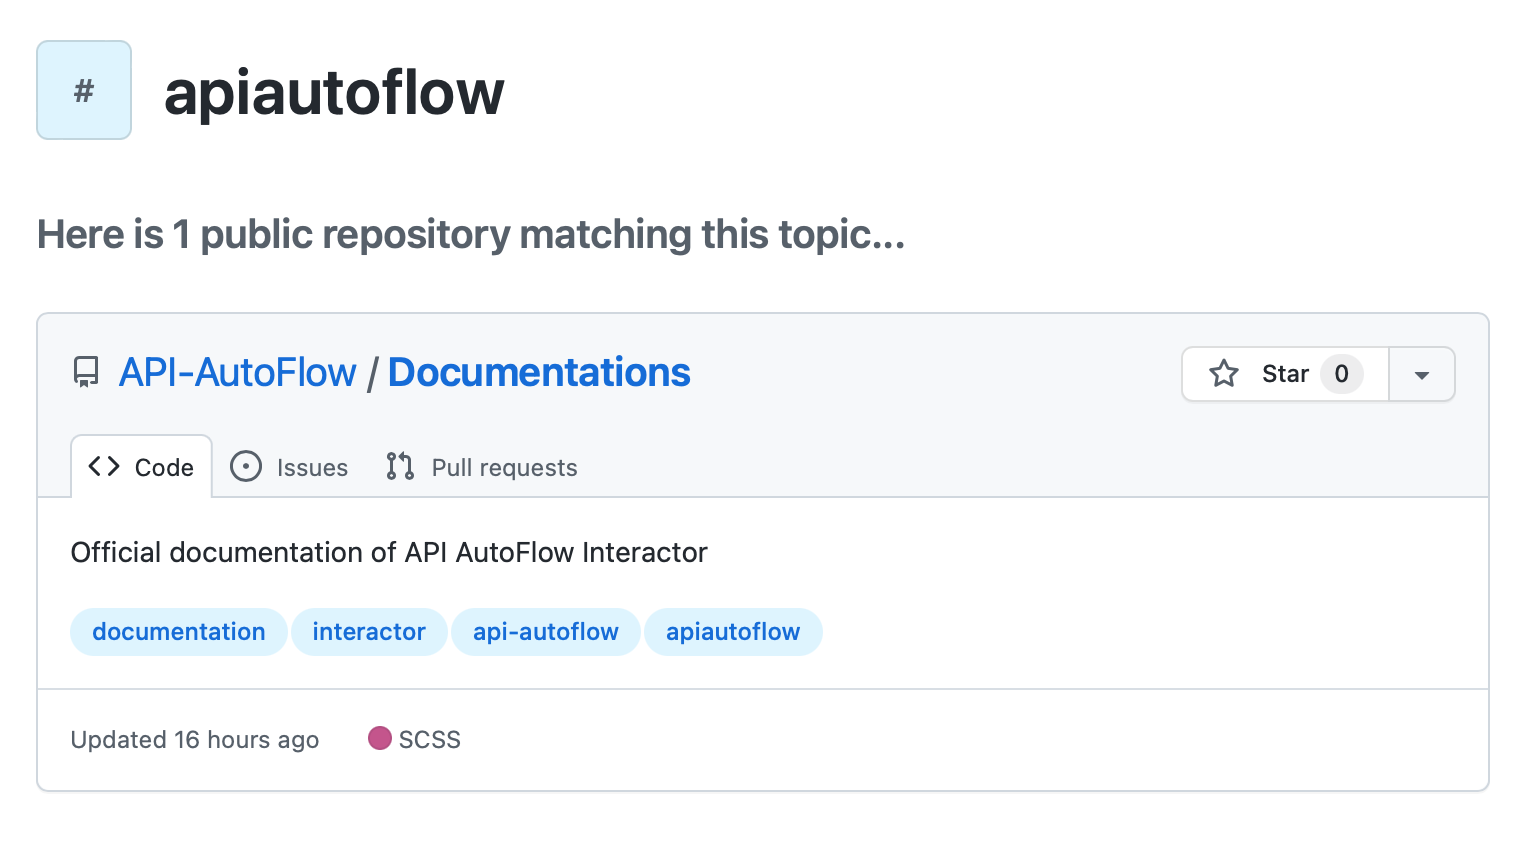 # apiautoflow
Here is 1 public repository matching this topic...
API-AutoFlow / Documentations Star 0
Code Issues Pull requests
Official documentation of API AutoFlow Interactor
documentation interactor api-autoflow apiautoflow
Updated 16 hours ago SCSS